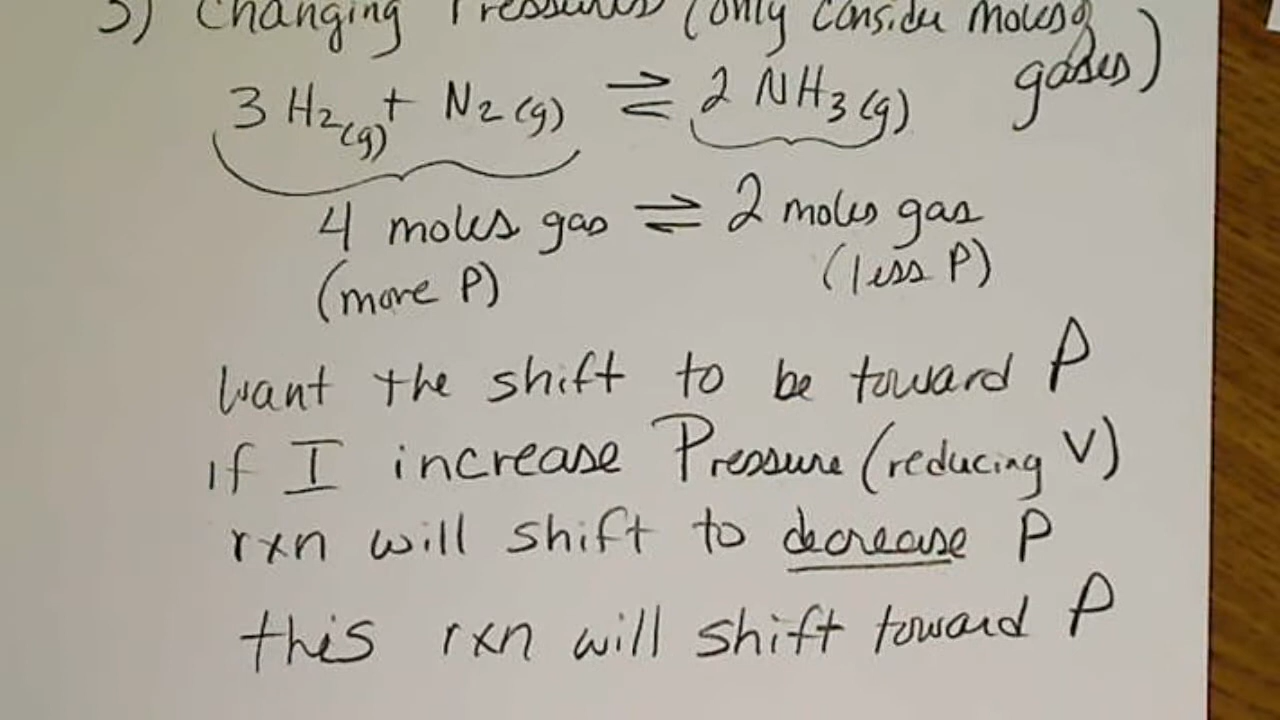 3) Changing Pressures (only consider moles of
gases)
3 H₂(g) + N₂(g) ⇌ 2 NH₃(g)
4 moles gas ⇌ 2 moles gas
(more P) (less P)
Want the shift to be toward P
if I increase Pressure (reducing V)
rxn will shift to decrease P
this rxn will shift toward P